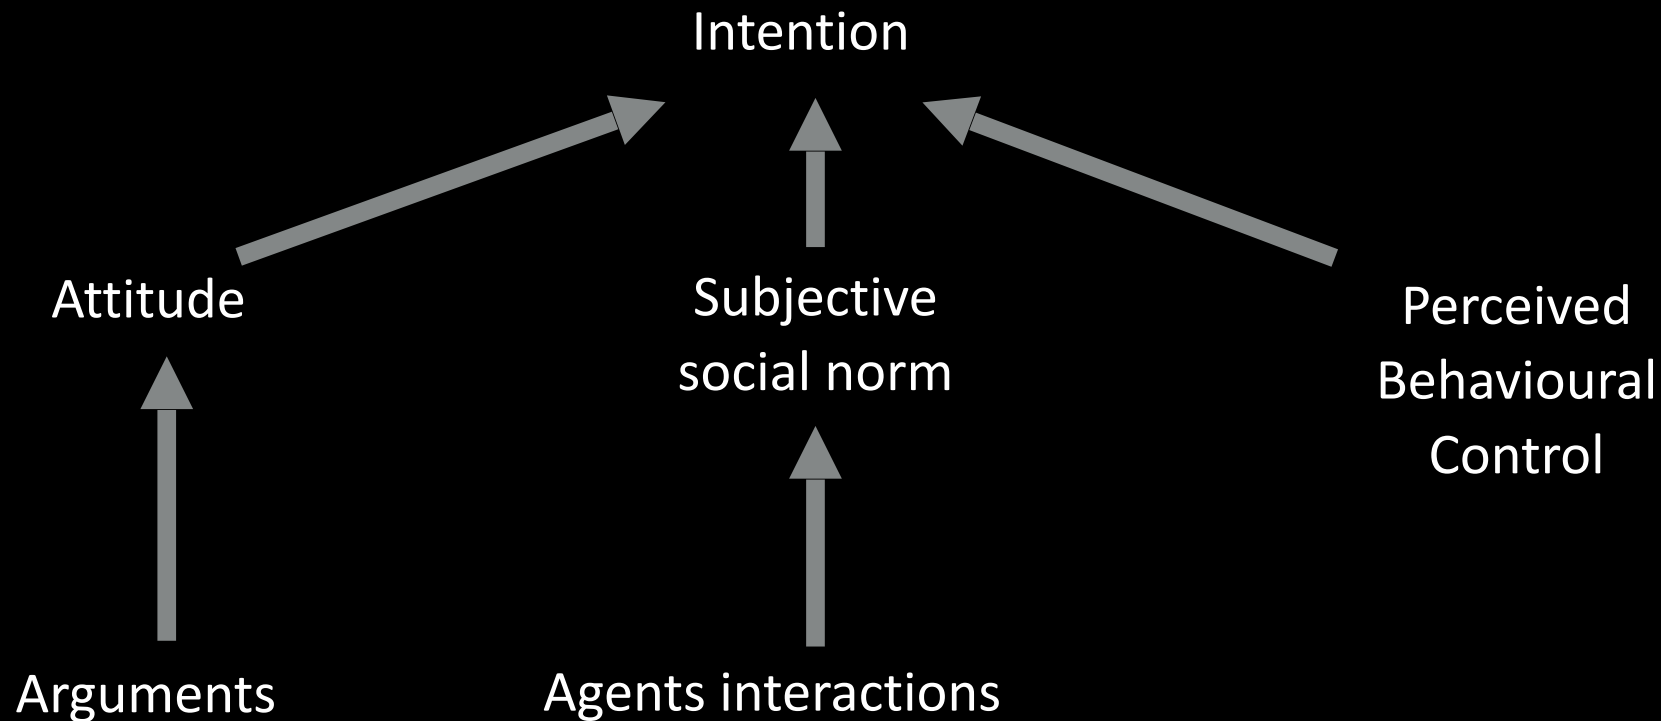 Intention
Attitude
Subjective
social norm
Perceived
Behavioural
Control
Arguments
Agents interactions